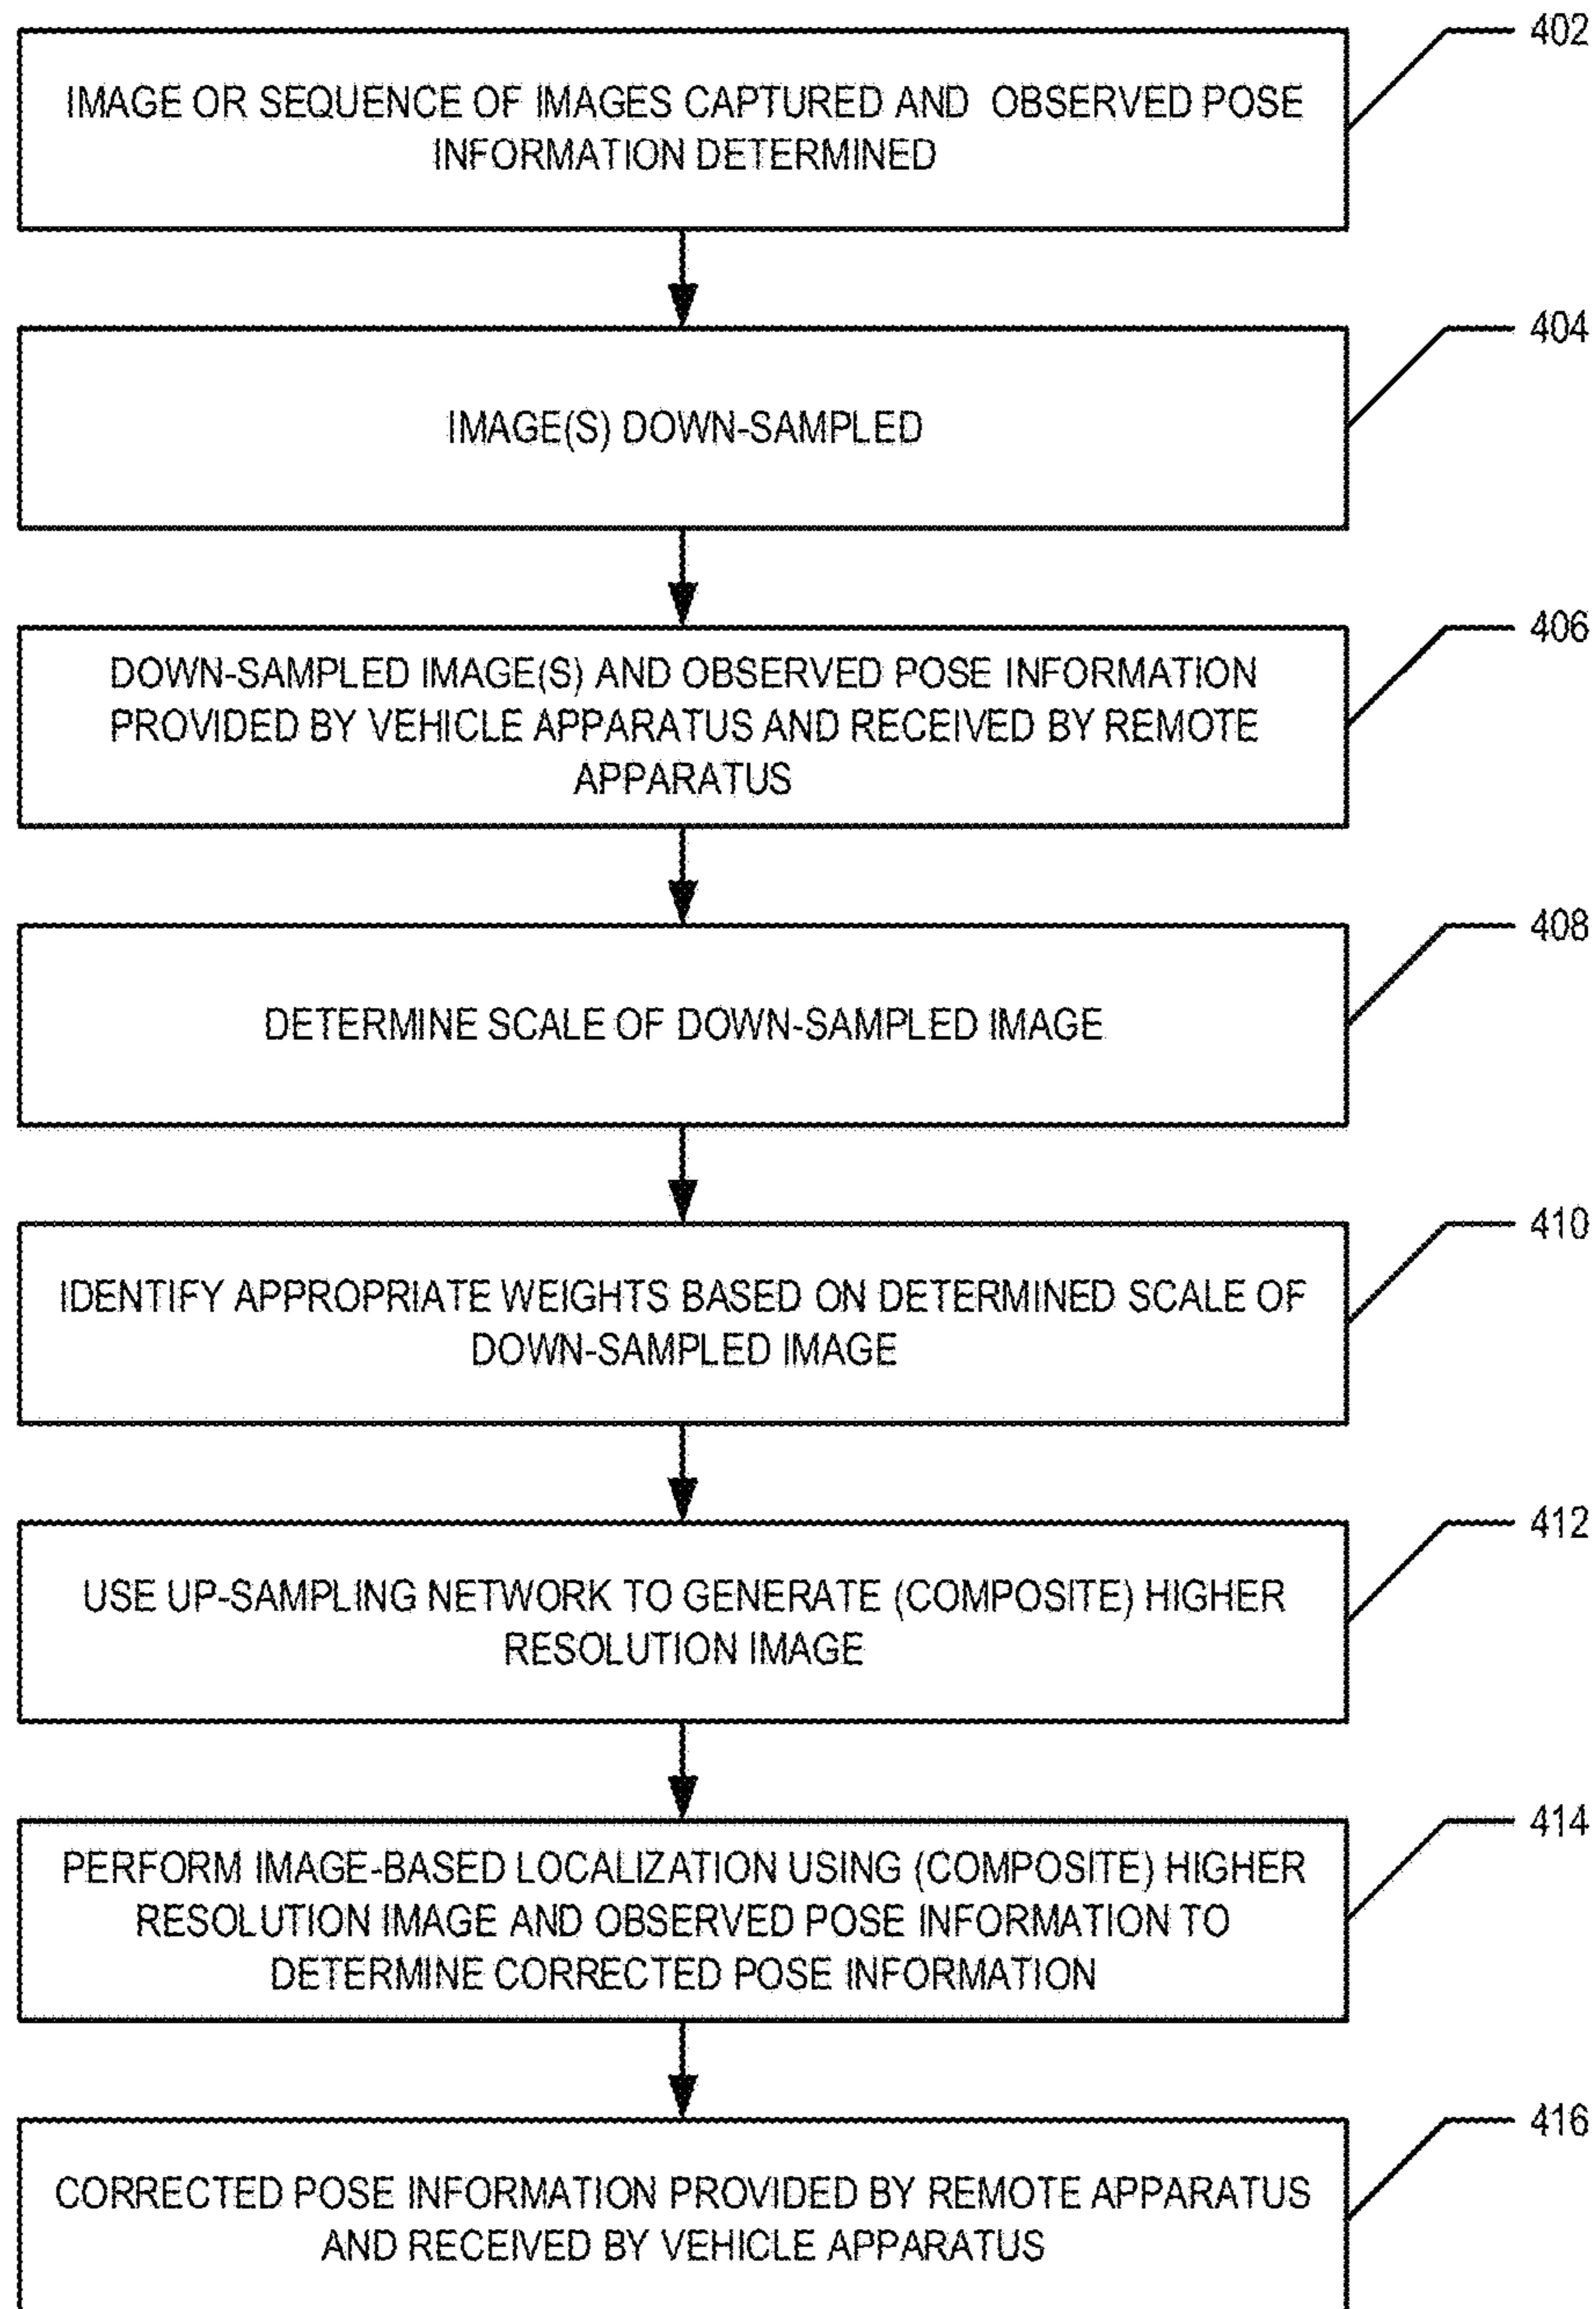 402
IMAGE OR SEQUENCE OF IMAGES CAPTURED AND OBSERVED POSE
INFORMATION DETERMINED
404
IMAGE(S) DOWN-SAMPLED
406
DOWN-SAMPLED IMAGE(S) AND OBSERVED POSE INFORMATION
PROVIDED BY VEHICLE APPARATUS AND RECEIVED BY REMOTE
APPARATUS
408
DETERMINE SCALE OF DOWN-SAMPLED IMAGE
410
IDENTIFY APPROPRIATE WEIGHTS BASED ON DETERMINED SCALE OF
DOWN-SAMPLED IMAGE
412
USE UP-SAMPLING NETWORK TO GENERATE (COMPOSITE) HIGHER
RESOLUTION IMAGE
414
PERFORM IMAGE-BASED LOCALIZATION USING (COMPOSITE) HIGHER
RESOLUTION IMAGE AND OBSERVED POSE INFORMATION TO
DETERMINE CORRECTED POSE INFORMATION
416
CORRECTED POSE INFORMATION PROVIDED BY REMOTE APPARATUS
AND RECEIVED BY VEHICLE APPARATUS